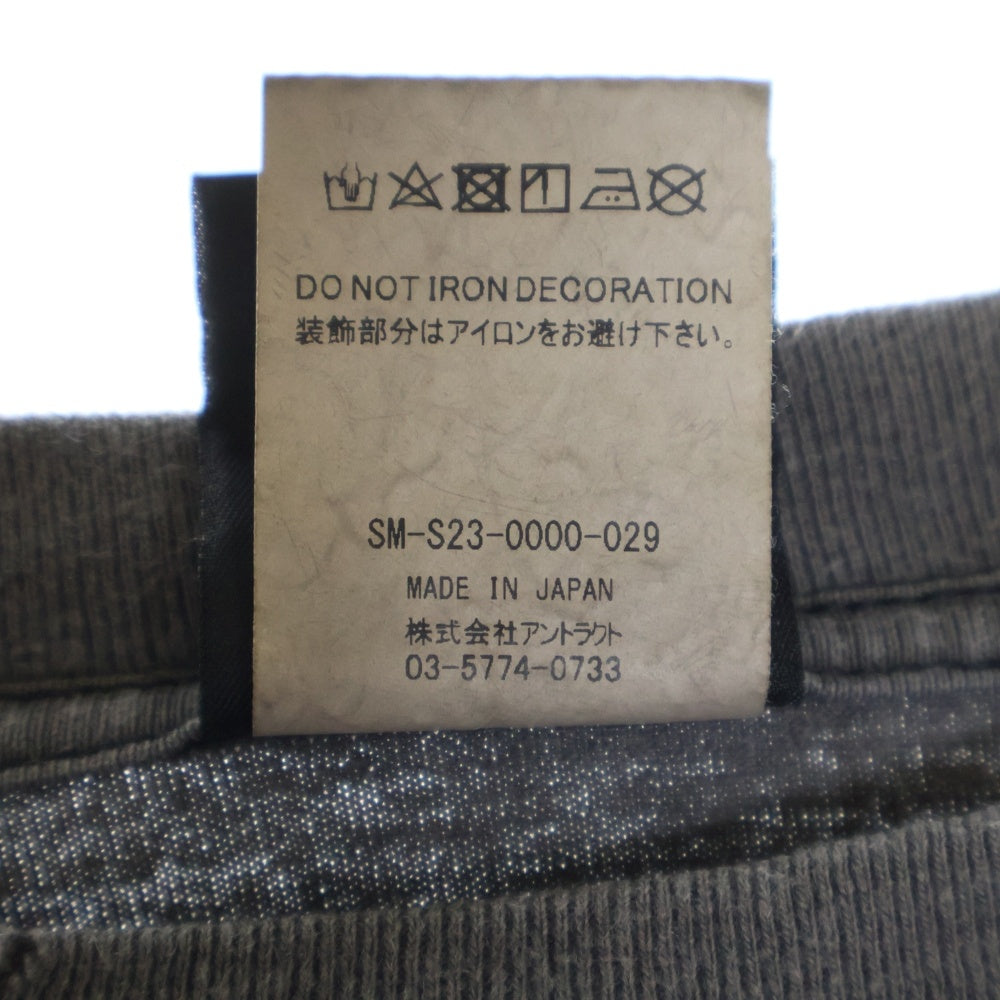 DO NOT IRON DECORATION
装飾部分はアイロンをお避け下さい。
SM-S23-0000-029
MADE IN JAPAN
株式会社アントラクト
03-5774-0733